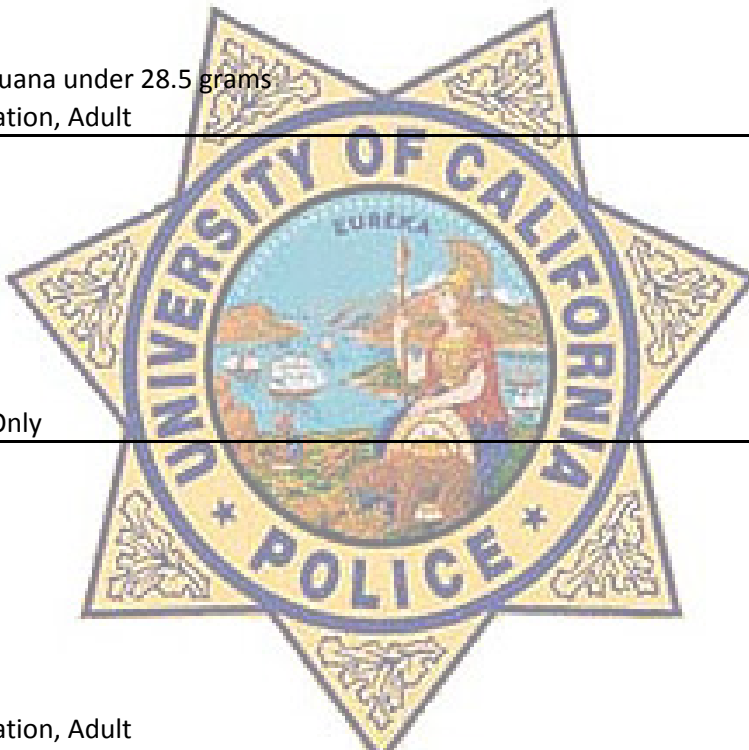 uana under 28.5 grams
ation, Adult
UNIVERSITY OF CALIFORNIA
EUREKA
Only
POLICE
ation, Adult